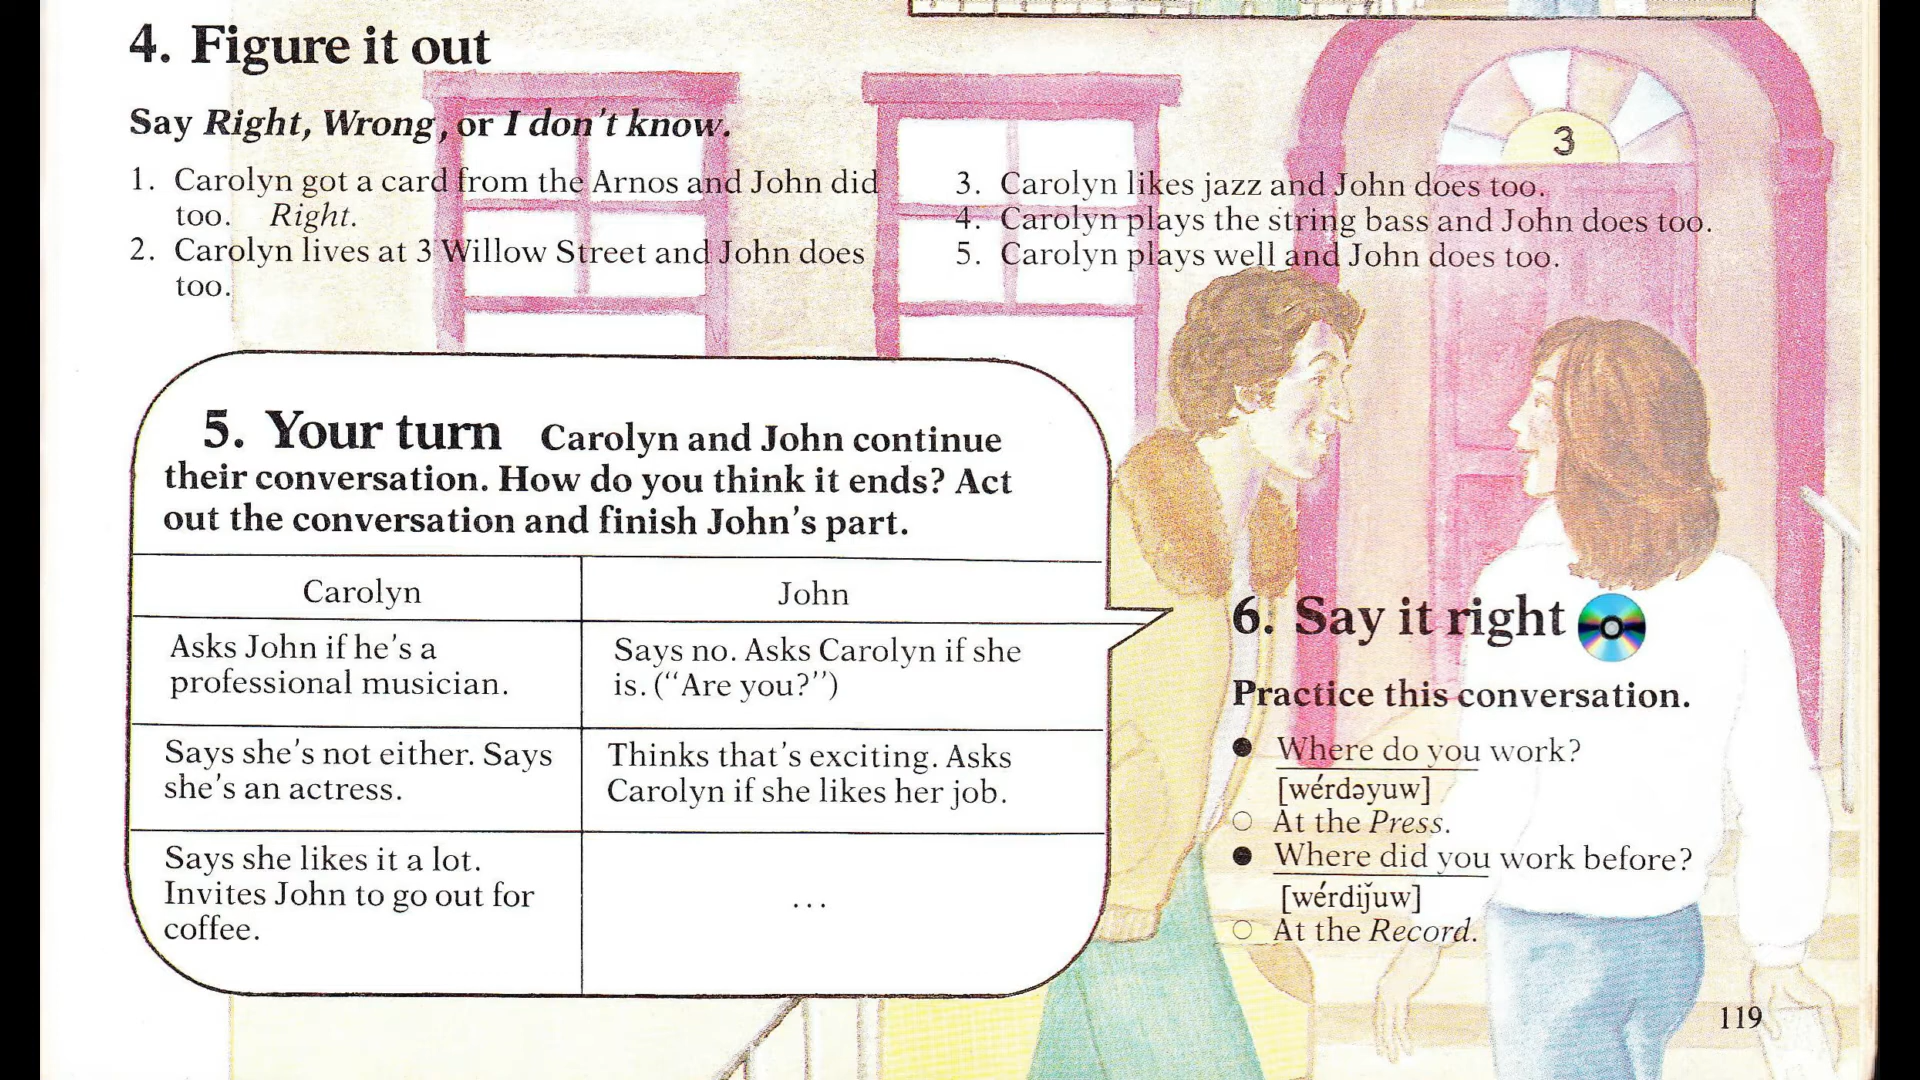 4. Figure it out
Say Right, Wrong, or I don't know.
1. Carolyn got a card from the Arnos and John did
too. Right.
2. Carolyn lives at 3 Willow Street and John does
too.
3. Carolyn likes jazz and John does too.
4. Carolyn plays the string bass and John does too.
5. Carolyn plays well and John does too.
3
5. Your turn Carolyn and John continue
their conversation. How do you think it ends? Act
out the conversation and finish John's part.
Carolyn
John
Asks John if he's a
professional musician.
Says no. Asks Carolyn if she
is. ("Are you?")
Says she's not either. Says
she's an actress.
Thinks that's exciting. Asks
Carolyn if she likes her job.
Says she likes it a lot.
Invites John to go out for
coffee.
...
6. Say it right
Practice this conversation.
● Where do you work?
[wérdəyuw]
○ At the Press.
● Where did you work before?
[wérdiǰuw]
○ At the Record.
119